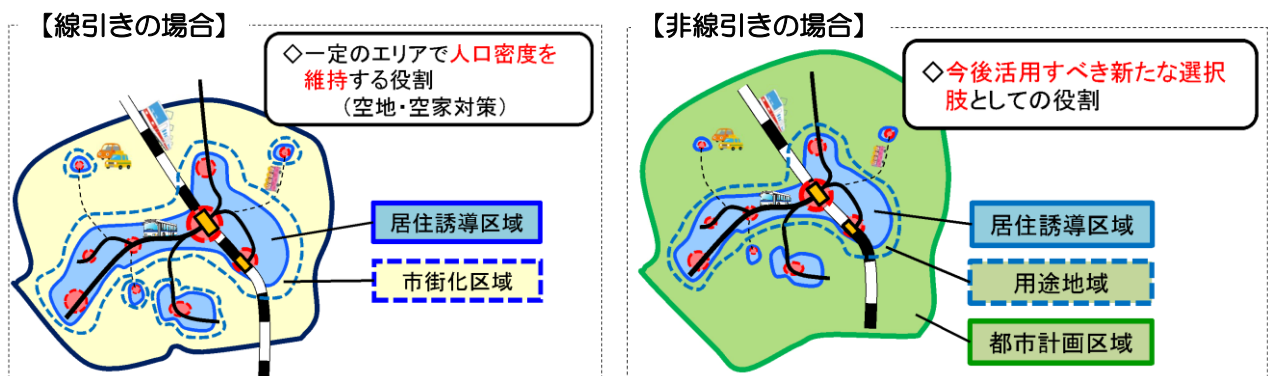 【線引きの場合】
◇一定のエリアで人口密度を
維持する役割
（空地・空家対策）
居住誘導区域
市街化区域
【非線引きの場合】
◇今後活用すべき新たな選択
肢としての役割
居住誘導区域
用途地域
都市計画区域